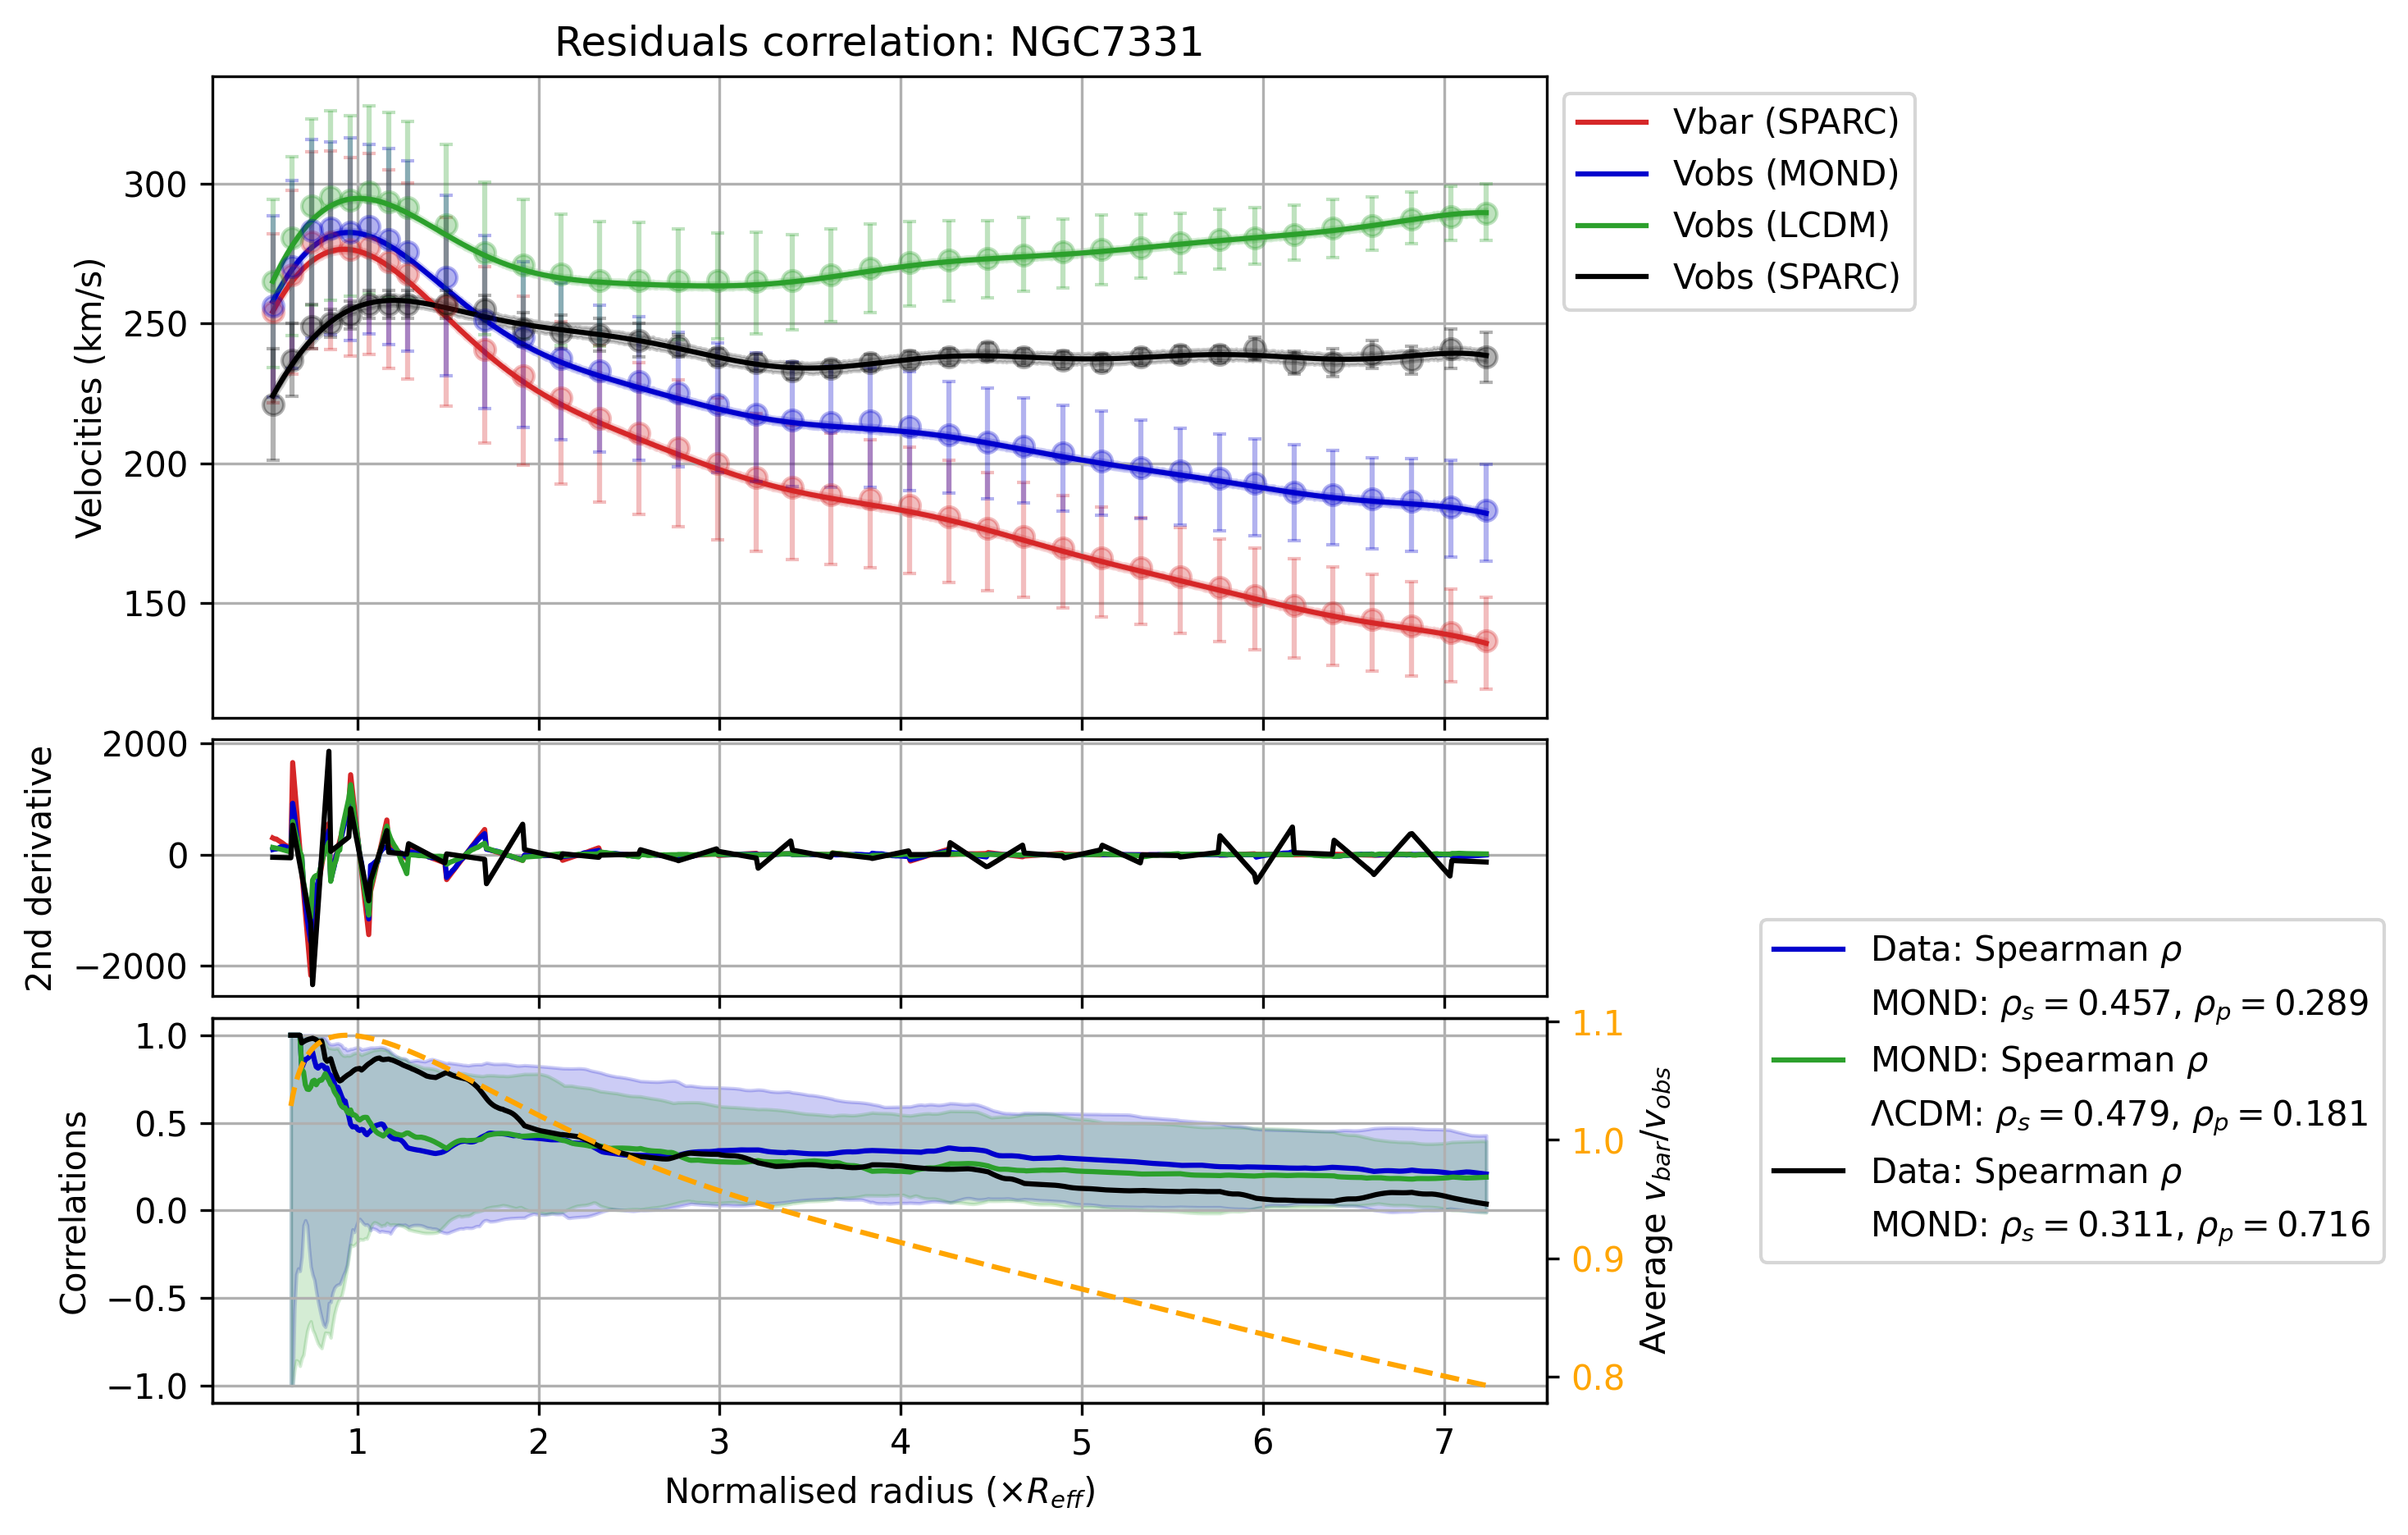 Residuals correlation: NGC7331
Velocities (km/s)
300
250
200
150
Vbar (SPARC)
Vobs (MOND)
Vobs (LCDM)
Vobs (SPARC)
2nd derivative
2000
0
−2000
Correlations
1.0
0.5
0.0
−0.5
−1.0
1.1
1.0
0.9
0.8
Average v_bar/v_obs
Data: Spearman ρ
MOND: ρ_s = 0.457, ρ_p = 0.289
MOND: Spearman ρ
ΛCDM: ρ_s = 0.479, ρ_p = 0.181
Data: Spearman ρ
MOND: ρ_s = 0.311, ρ_p = 0.716
1 2 3 4 5 6 7
Normalised radius (×R_eff)